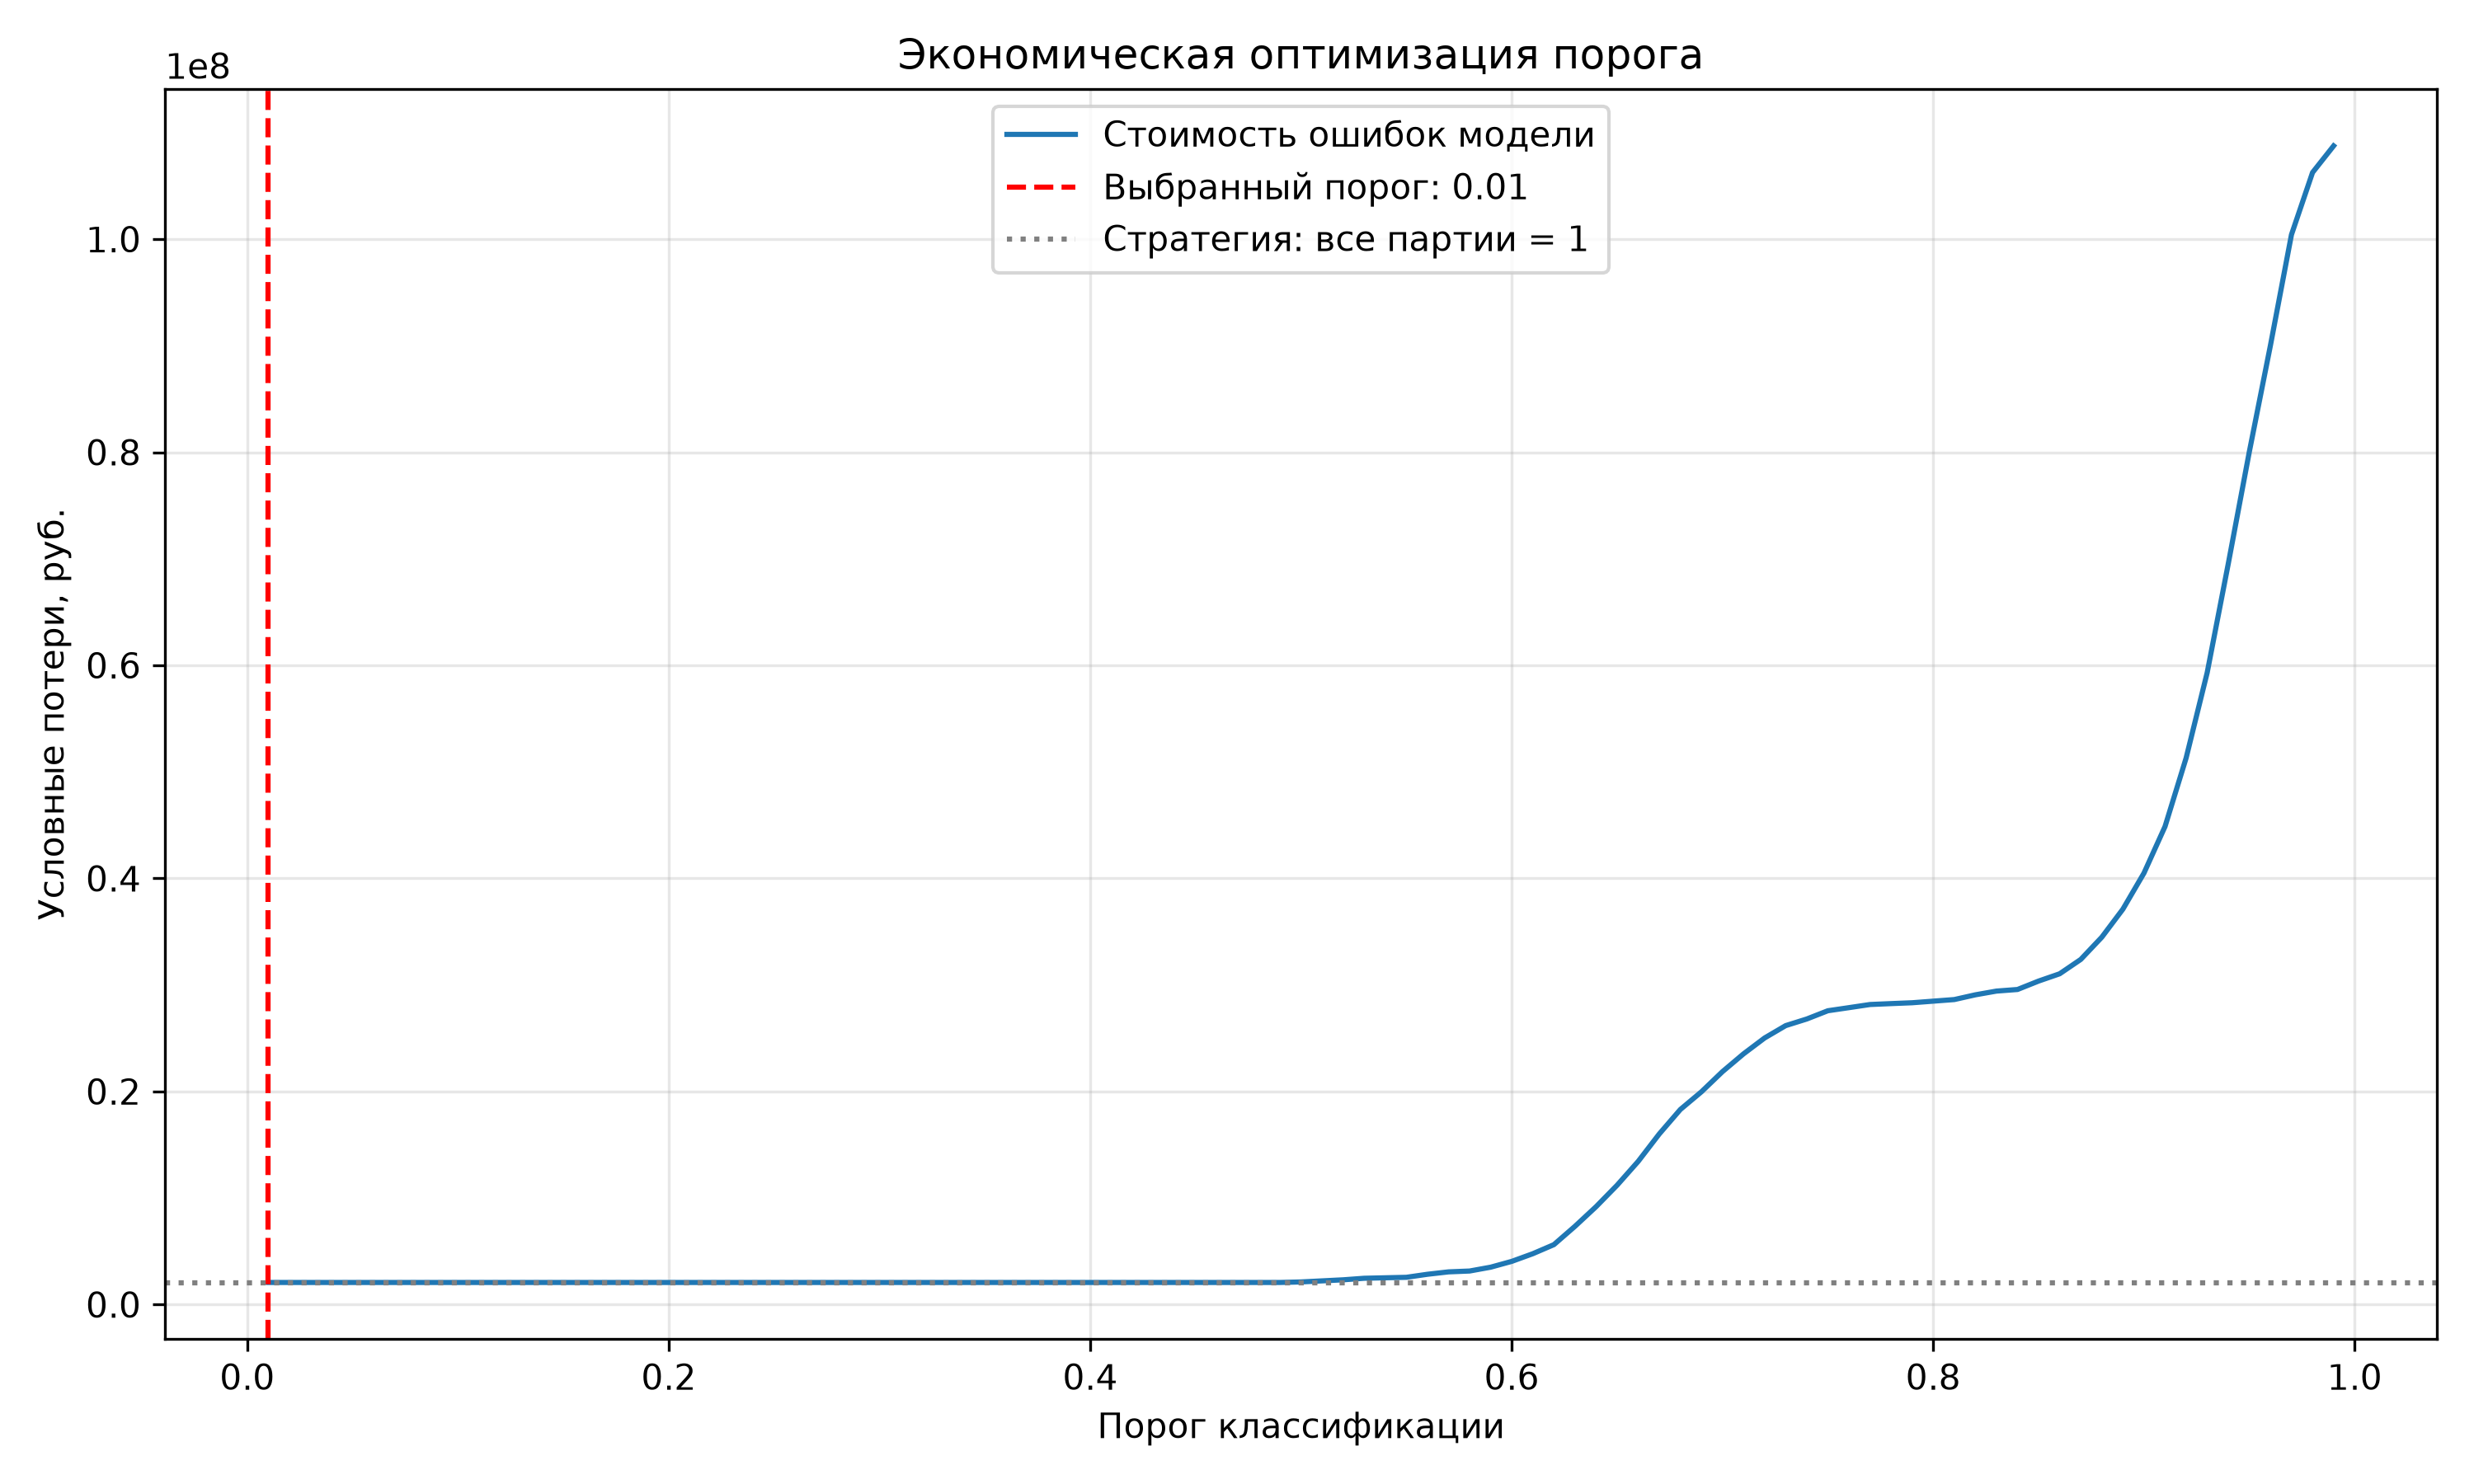 Экономическая оптимизация порога
1e8
Стоимость ошибок модели
Выбранный порог: 0.01
Стратегия: все партии = 1
1.0
0.8
0.6
0.4
0.2
0.0
Условные потери, руб.
0.0 0.2 0.4 0.6 0.8 1.0
Порог классификации